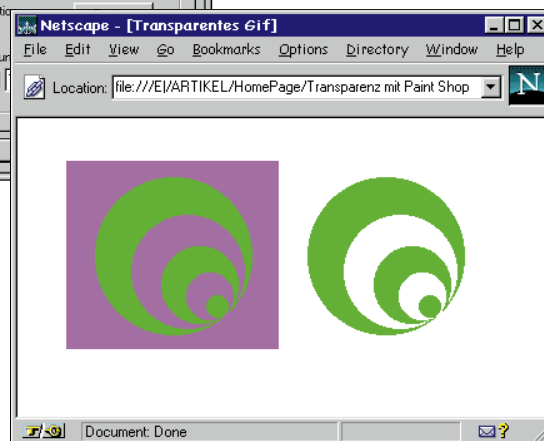 Netscape - [Transparentes Gif]
File Edit View Go Bookmarks Options Directory Window Help
Location: file:///E|/ARTIKEL/HomePage/Transparenz mit Paint Shop
N
Document: Done
?